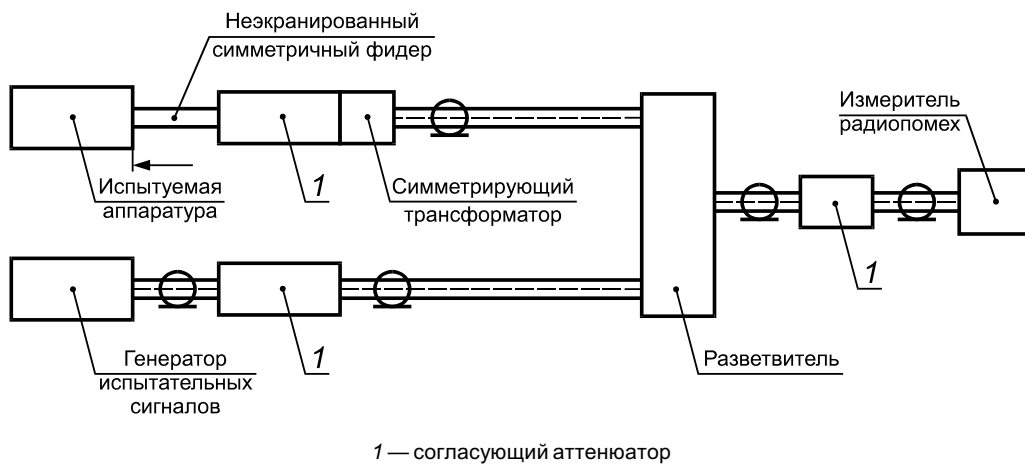 Неэкранированный
симметричный фидер
Измеритель
радиопомех
Испытуемая
аппаратура
1
Симметрирующий
трансформатор
1
Генератор
испытательных
сигналов
1
Разветвитель
1 — согласующий аттенюатор